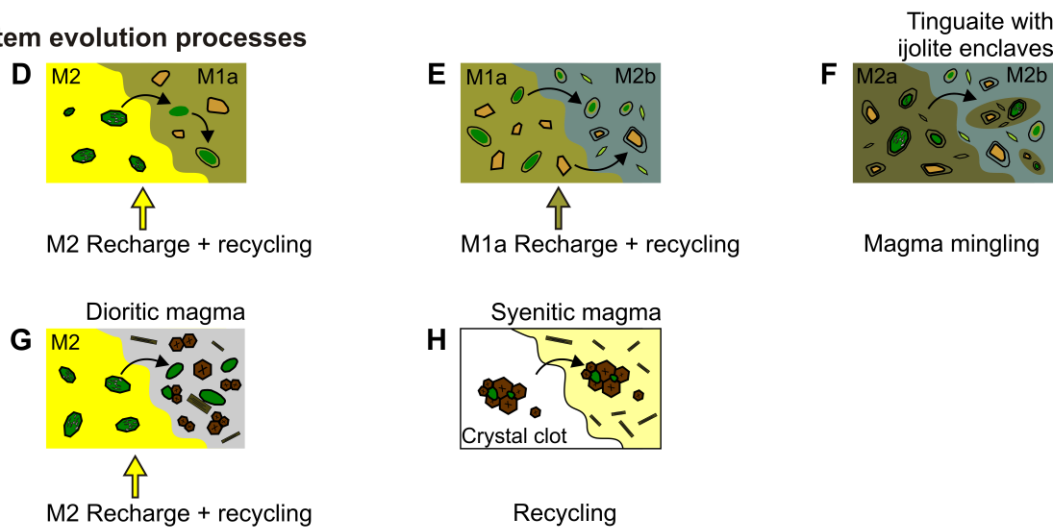 tem evolution processes
Tinguaite with
ijolite enclaves
D M2 M1a
E M1a M2b
F M2a M2b
M2 Recharge + recycling
M1a Recharge + recycling
Magma mingling
Dioritic magma
Syenitic magma
G M2
H
Crystal clot
M2 Recharge + recycling
Recycling